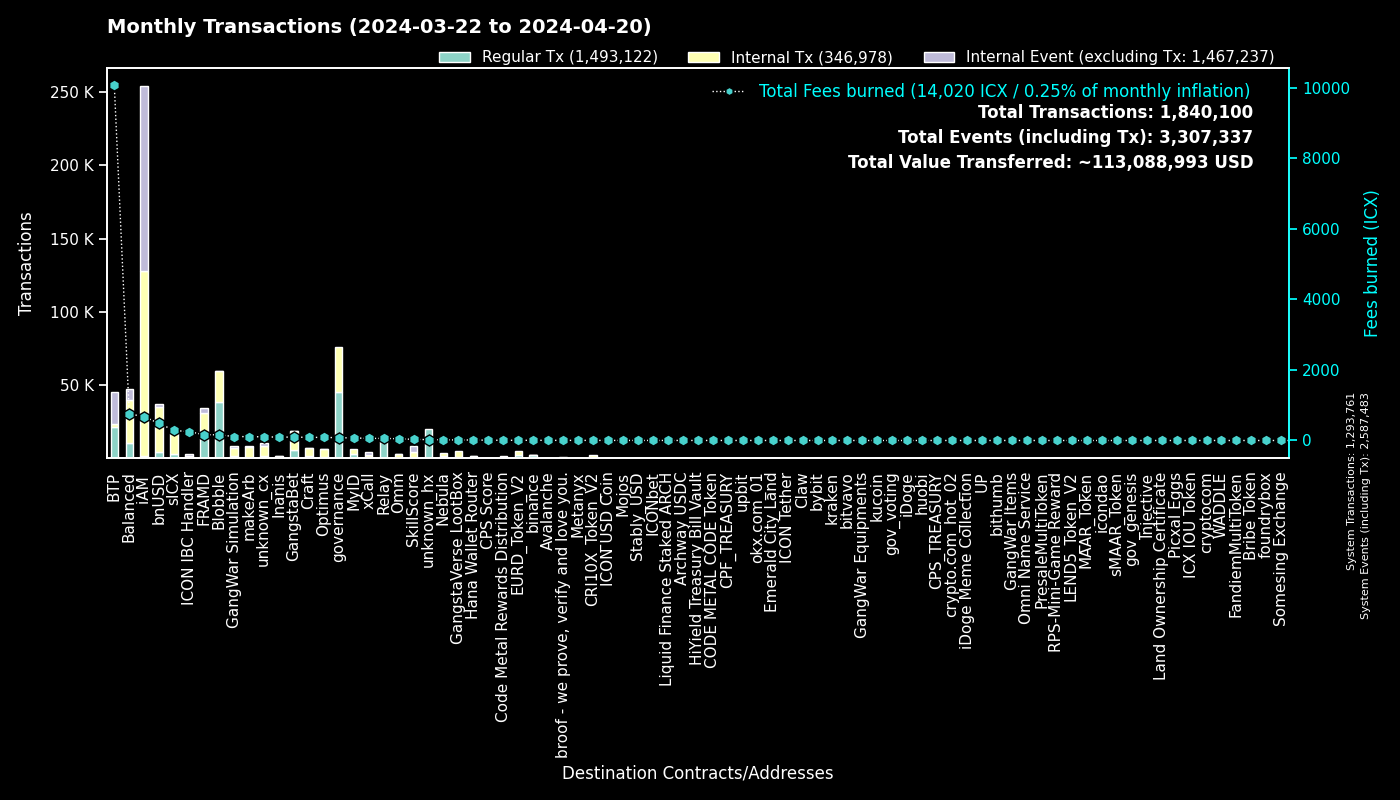 Monthly Transactions (2024-03-22 to 2024-04-20)
Regular Tx (1,493,122)
Internal Tx (346,978)
Internal Event (excluding Tx: 1,467,237)
Total Fees burned (14,020 ICX / 0.25% of monthly inflation)
Total Transactions: 1,840,100
Total Events (including Tx): 3,307,337
Total Value Transferred: ~113,088,993 USD
Transactions
250 K
200 K
150 K
100 K
50 K
10000
8000
6000
4000
2000
0
Fees burned (ICX)
System Transactions: 1,293,761
System Events (including Tx): 2,587,483
BTP
Balanced
iAM
bnUSD
sICX
ICON IBC Handler
FRAMD
Blobble
GangWar Simulation
makeArb
unknown_cx
Inanis
GangstaBet
Craft
Optimus
governance
MyID
xCall
Relay
Omm
SkillScore
unknown_hx
Nebula
GangstaVerse LootBox
Hana Wallet Router
CPS Score
Code Metal Rewards Distribution
EURD_Token_V2
binance
Avalanche
broof - we prove, verify and love you.
Metanyx
CRI10X_Token_V2
ICON USD Coin
Mojos
Stably_USD
ICONbet
Liquid Finance Staked ARCH
Archway_USDC
HiYield Treasury Bill Vault
CODE METAL CODE Token
CPF_TREASURY
upbit
okx.com_01
Emerald City Land
ICON_Tether
Claw
bybit
kraken
bitvavo
GangWar Equipments
kucoin
gov_voting
iDoge
huobi
CPS_TREASURY
crypto.com_hot_02
iDoge Meme Collection
UP
bithumb
GangWar Items
Omni Name Service
PresaleMultiToken
RPS-Mini-Game Reward
LEND5_Token_V2
MAAR_Token
icondao
sMAAR_Token
gov_genesis
Injective
Land Ownership Certificate
Picxal Eggs
ICX IOU Token
cryptocom
WADDLE
FandiemMultiToken
Bribe Token
foundrybox
Somesing Exchange
Destination Contracts/Addresses